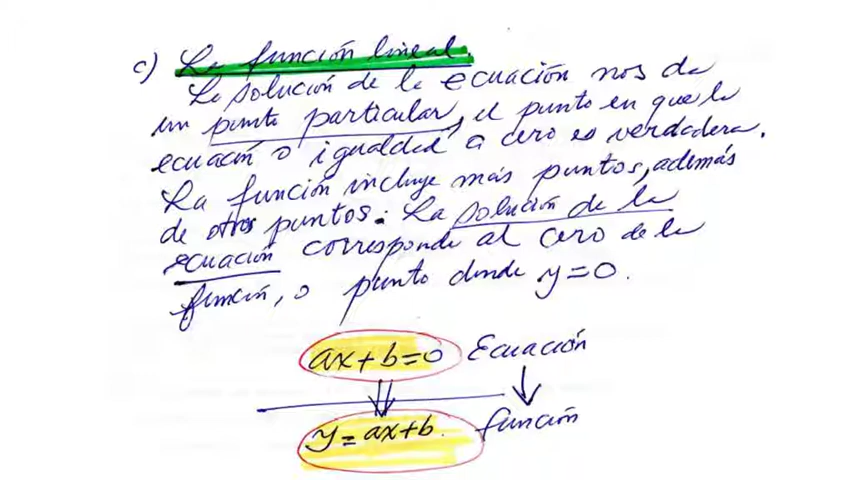 c) La función lineal.
La solución de la ecuación nos da
un punto particular, el punto en que la
ecuación o igualdad a cero es verdadera.
La función incluye más puntos, además
de otros puntos. La solución de la
ecuación corresponde al cero de la
función, o punto donde y=0.
ax+b=0 Ecuación
y=ax+b. función